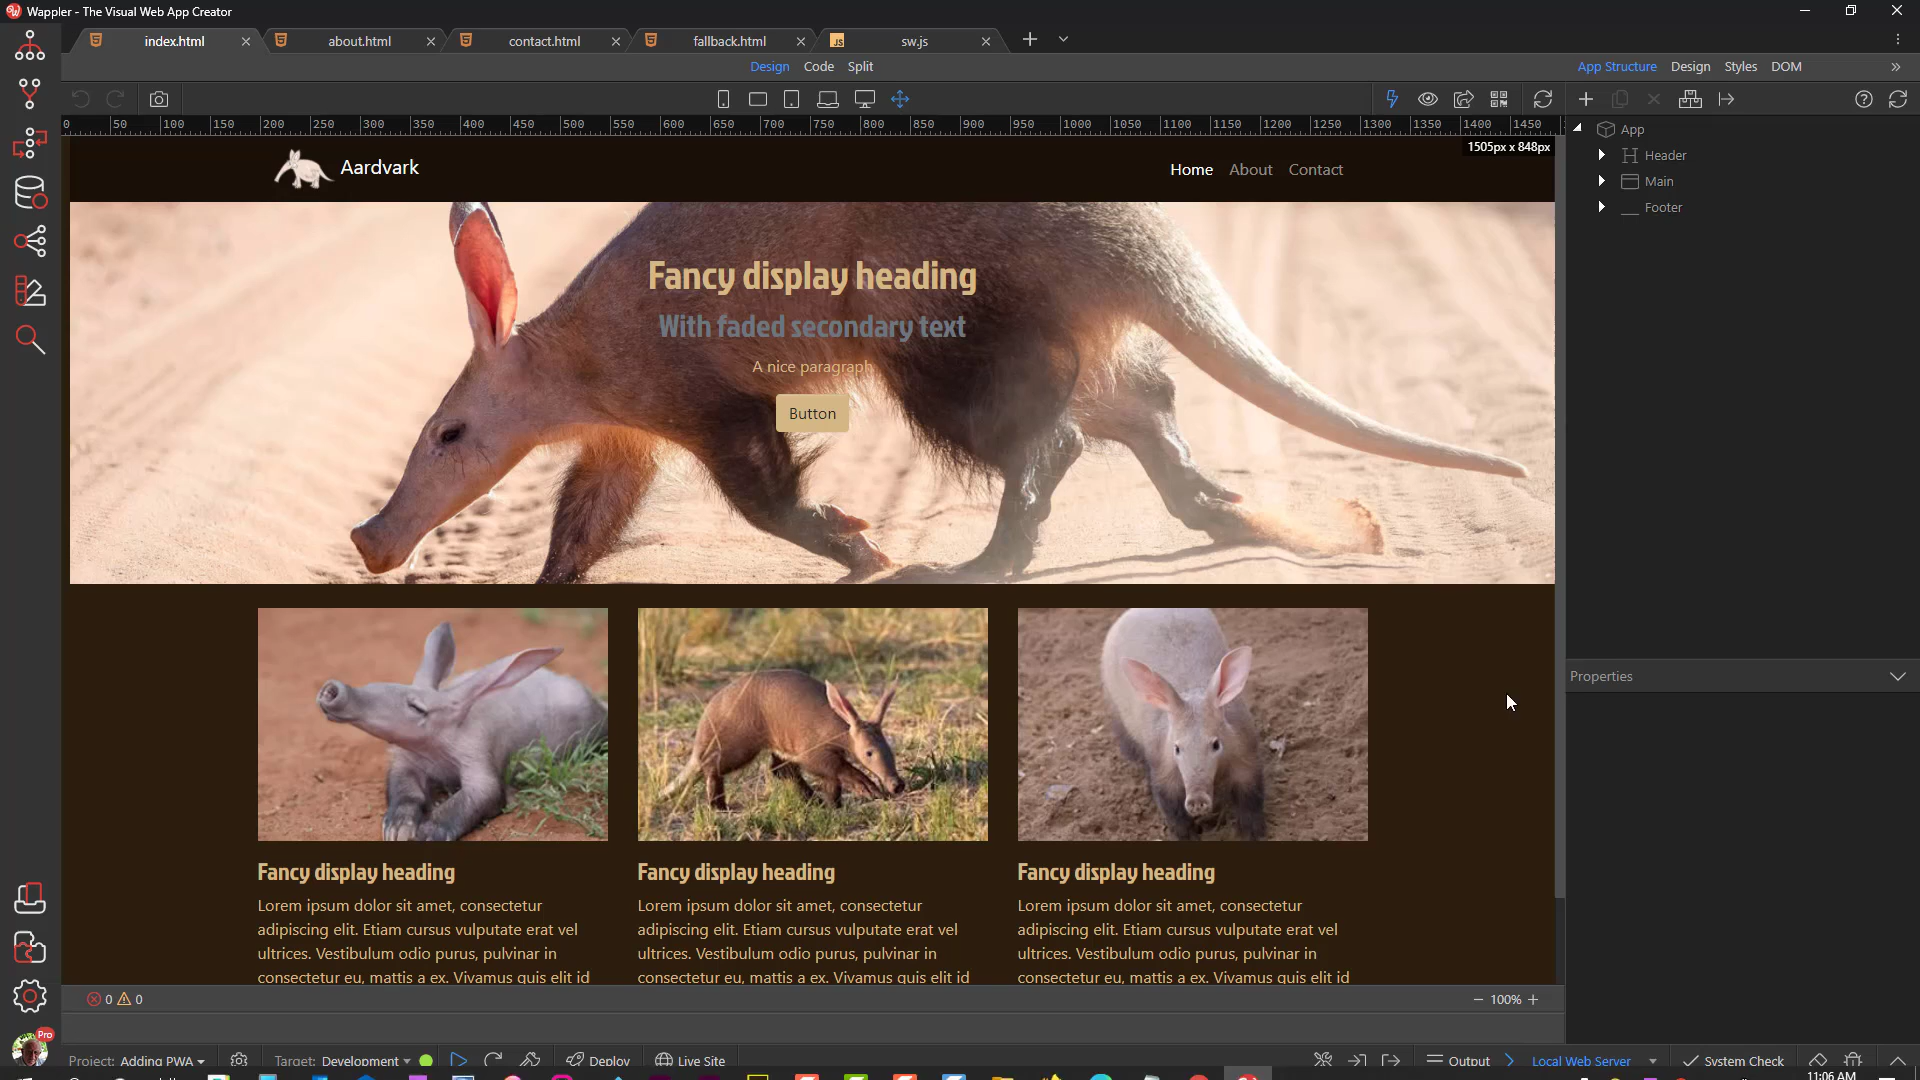 Wappler - The Visual Web App Creator
index.html
about.html
contact.html
fallback.html
JS
sw.js
Design
Code
Split
App Structure
Design
Styles
DOM
0
50
100
150
200
250
300
350
400
450
500
550
600
650
700
750
800
850
900
950
1000
1050
1100
1150
1200
1250
1300
1350
1400
1450
1505px x 848px
App
Header
Main
Footer
Aardvark
Home
About
Contact
Fancy display heading
With faded secondary text
A nice paragraph
Button
Properties
Fancy display heading
Lorem ipsum dolor sit amet, consectetur
adipiscing elit. Etiam cursus vulputate erat vel
ultrices. Vestibulum odio purus, pulvinar in
consectetur eu, mattis a ex. Vivamus quis elit id
Fancy display heading
Lorem ipsum dolor sit amet, consectetur
adipiscing elit. Etiam cursus vulputate erat vel
ultrices. Vestibulum odio purus, pulvinar in
consectetur eu, mattis a ex. Vivamus quis elit id
Fancy display heading
Lorem ipsum dolor sit amet, consectetur
adipiscing elit. Etiam cursus vulputate erat vel
ultrices. Vestibulum odio purus, pulvinar in
consectetur eu, mattis a ex. Vivamus quis elit id
0
0
100%
Pro
Project: Adding PWA
Target: Development
Deploy
Live Site
Output
Local Web Server
System Check
11:06 AM